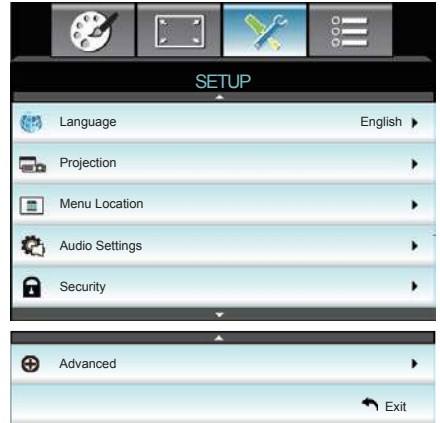 SETUP
Language English
Projection
Menu Location
Audio Settings
Security
Advanced
Exit